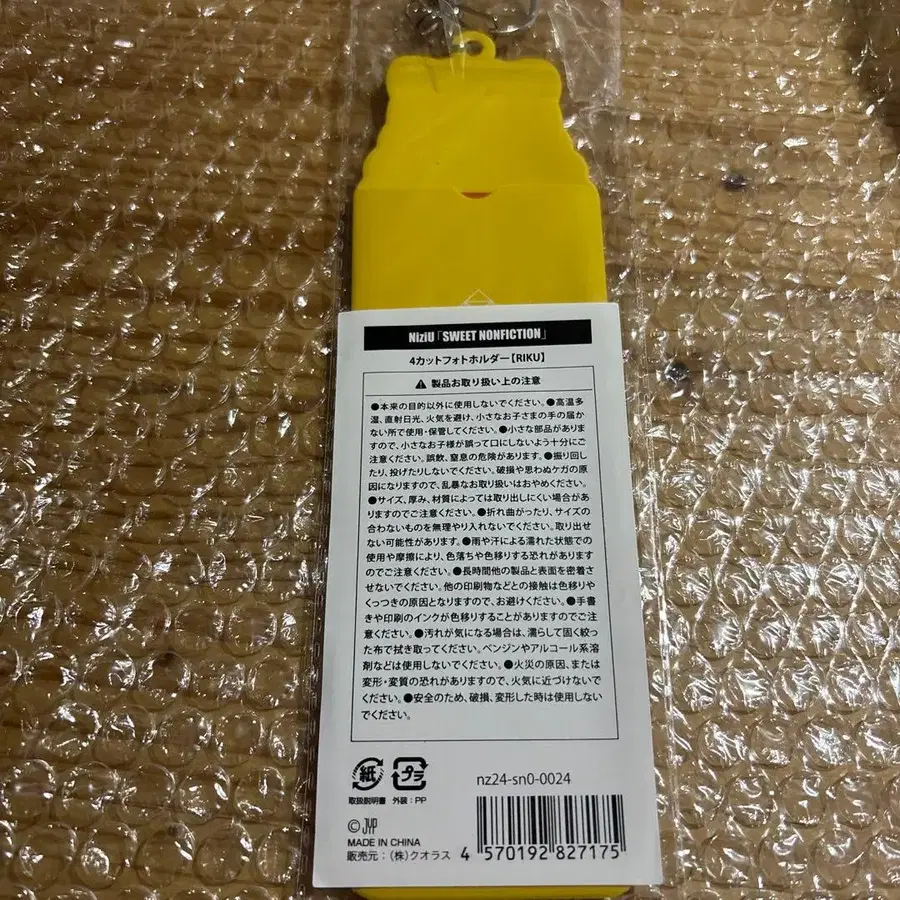 NiziU「SWEET NONFICTION」
4カットフォトホルダー【RIKU】
⚠ 製品お取り扱い上の注意
●本来の目的以外に使用しないでください。●高温多
湿、直射日光、火気を避け、小さなお子さまの手の届か
ない所で使用・保管してください。●小さな部品がありま
すので、小さなお子様が誤って口にしないよう十分にご
注意ください。誤飲、窒息の危険があります。●振り回し
たり、投げたりしないでください。破損や思わぬケガの原
因になりますので、乱暴なお取り扱いはおやめください。
●サイズ、厚み、材質によっては取り出しにくい場合があ
りますのでご注意ください。●折れ曲がったり、サイズの
合わないものを無理やり入れないでください。取り出せ
ない可能性があります。●雨や汗による濡れた状態での
使用や摩擦により、色落ちや色移りする恐れがあります
のでご注意ください。●長時間他の製品と表面を密着さ
せないでください。他の印刷物などとの接触は色移りや
くっつきの原因となりますので、お避けください。●手書
きや印刷のインクが色移りすることがありますのでご注
意ください。●汚れが気になる場合は、濡らして固く絞っ
た布で拭き取ってください。ベンジンやアルコール系溶
剤などは使用しないでください。●火災の原因、または
変形・変質の恐れがありますので、火気に近づけないで
ください。●安全のため、破損、変形した時は使用しない
でください。
紙 プラ
取扱説明書 外装：PP
nz24-sn0-0024
© JYP
MADE IN CHINA
販売元：(株)クオラス
4 570192 827175